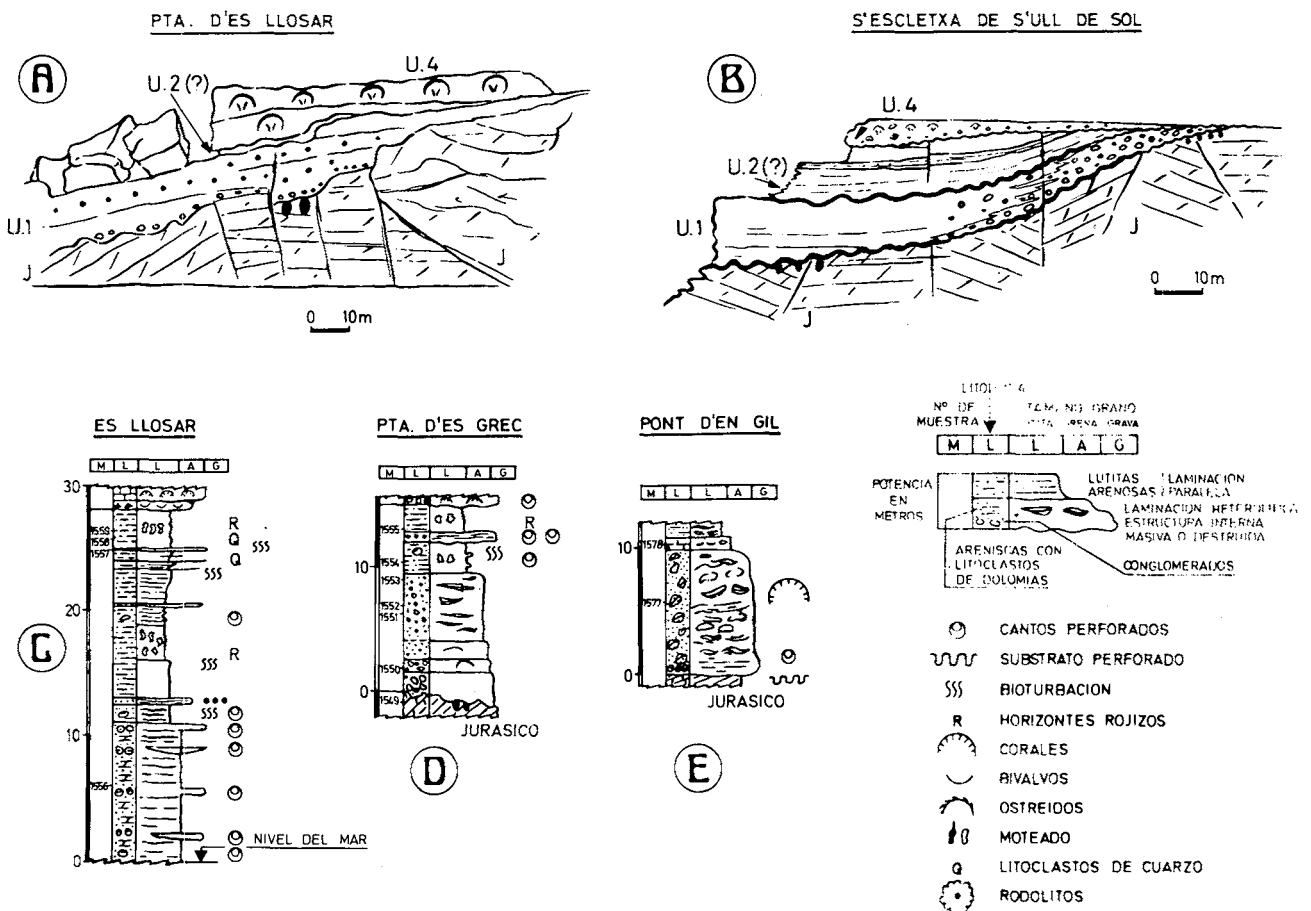 PTA. D'ES LLOSAR
S'ESCLETXA DE S'ULL DE SOL
A
U.2(?)
U.4
U.1
J
J
0 10m
B
U.4
U.2(?)
U.1
J
J
0 10m
ES LLOSAR
M L L A G
30
20
10
0
1559
1558
1557
1556
R
Q
Q
R
NIVEL DEL MAR
C
PTA. D'ES GREC
M L L A G
10
0
1555
1554
1553
1552
1551
1550
1549
R
JURASICO
D
PONT D'EN GIL
M L L A G
10
0
1578
1577
JURASICO
E
Nº DE
MUESTRA
GRANO
ARENA GRAVA
M L L A G
POTENCIA
EN
METROS
LUTITAS
ARENOSAS
LAMINACION
PARALELA
LAMINACION
ESTRUCTURA INTERNA
MASIVA O DESTRUIDA
ARENISCAS CON
LITOCLASTOS
DE DOLOMIAS
CONGLOMERADOS
CANTOS PERFORADOS
SUBSTRATO PERFORADO
BIOTURBACION
R HORIZONTES ROJIZOS
CORALES
BIVALVOS
OSTREIDOS
MOTEADO
Q LITOCLASTOS DE CUARZO
RODOLITOS